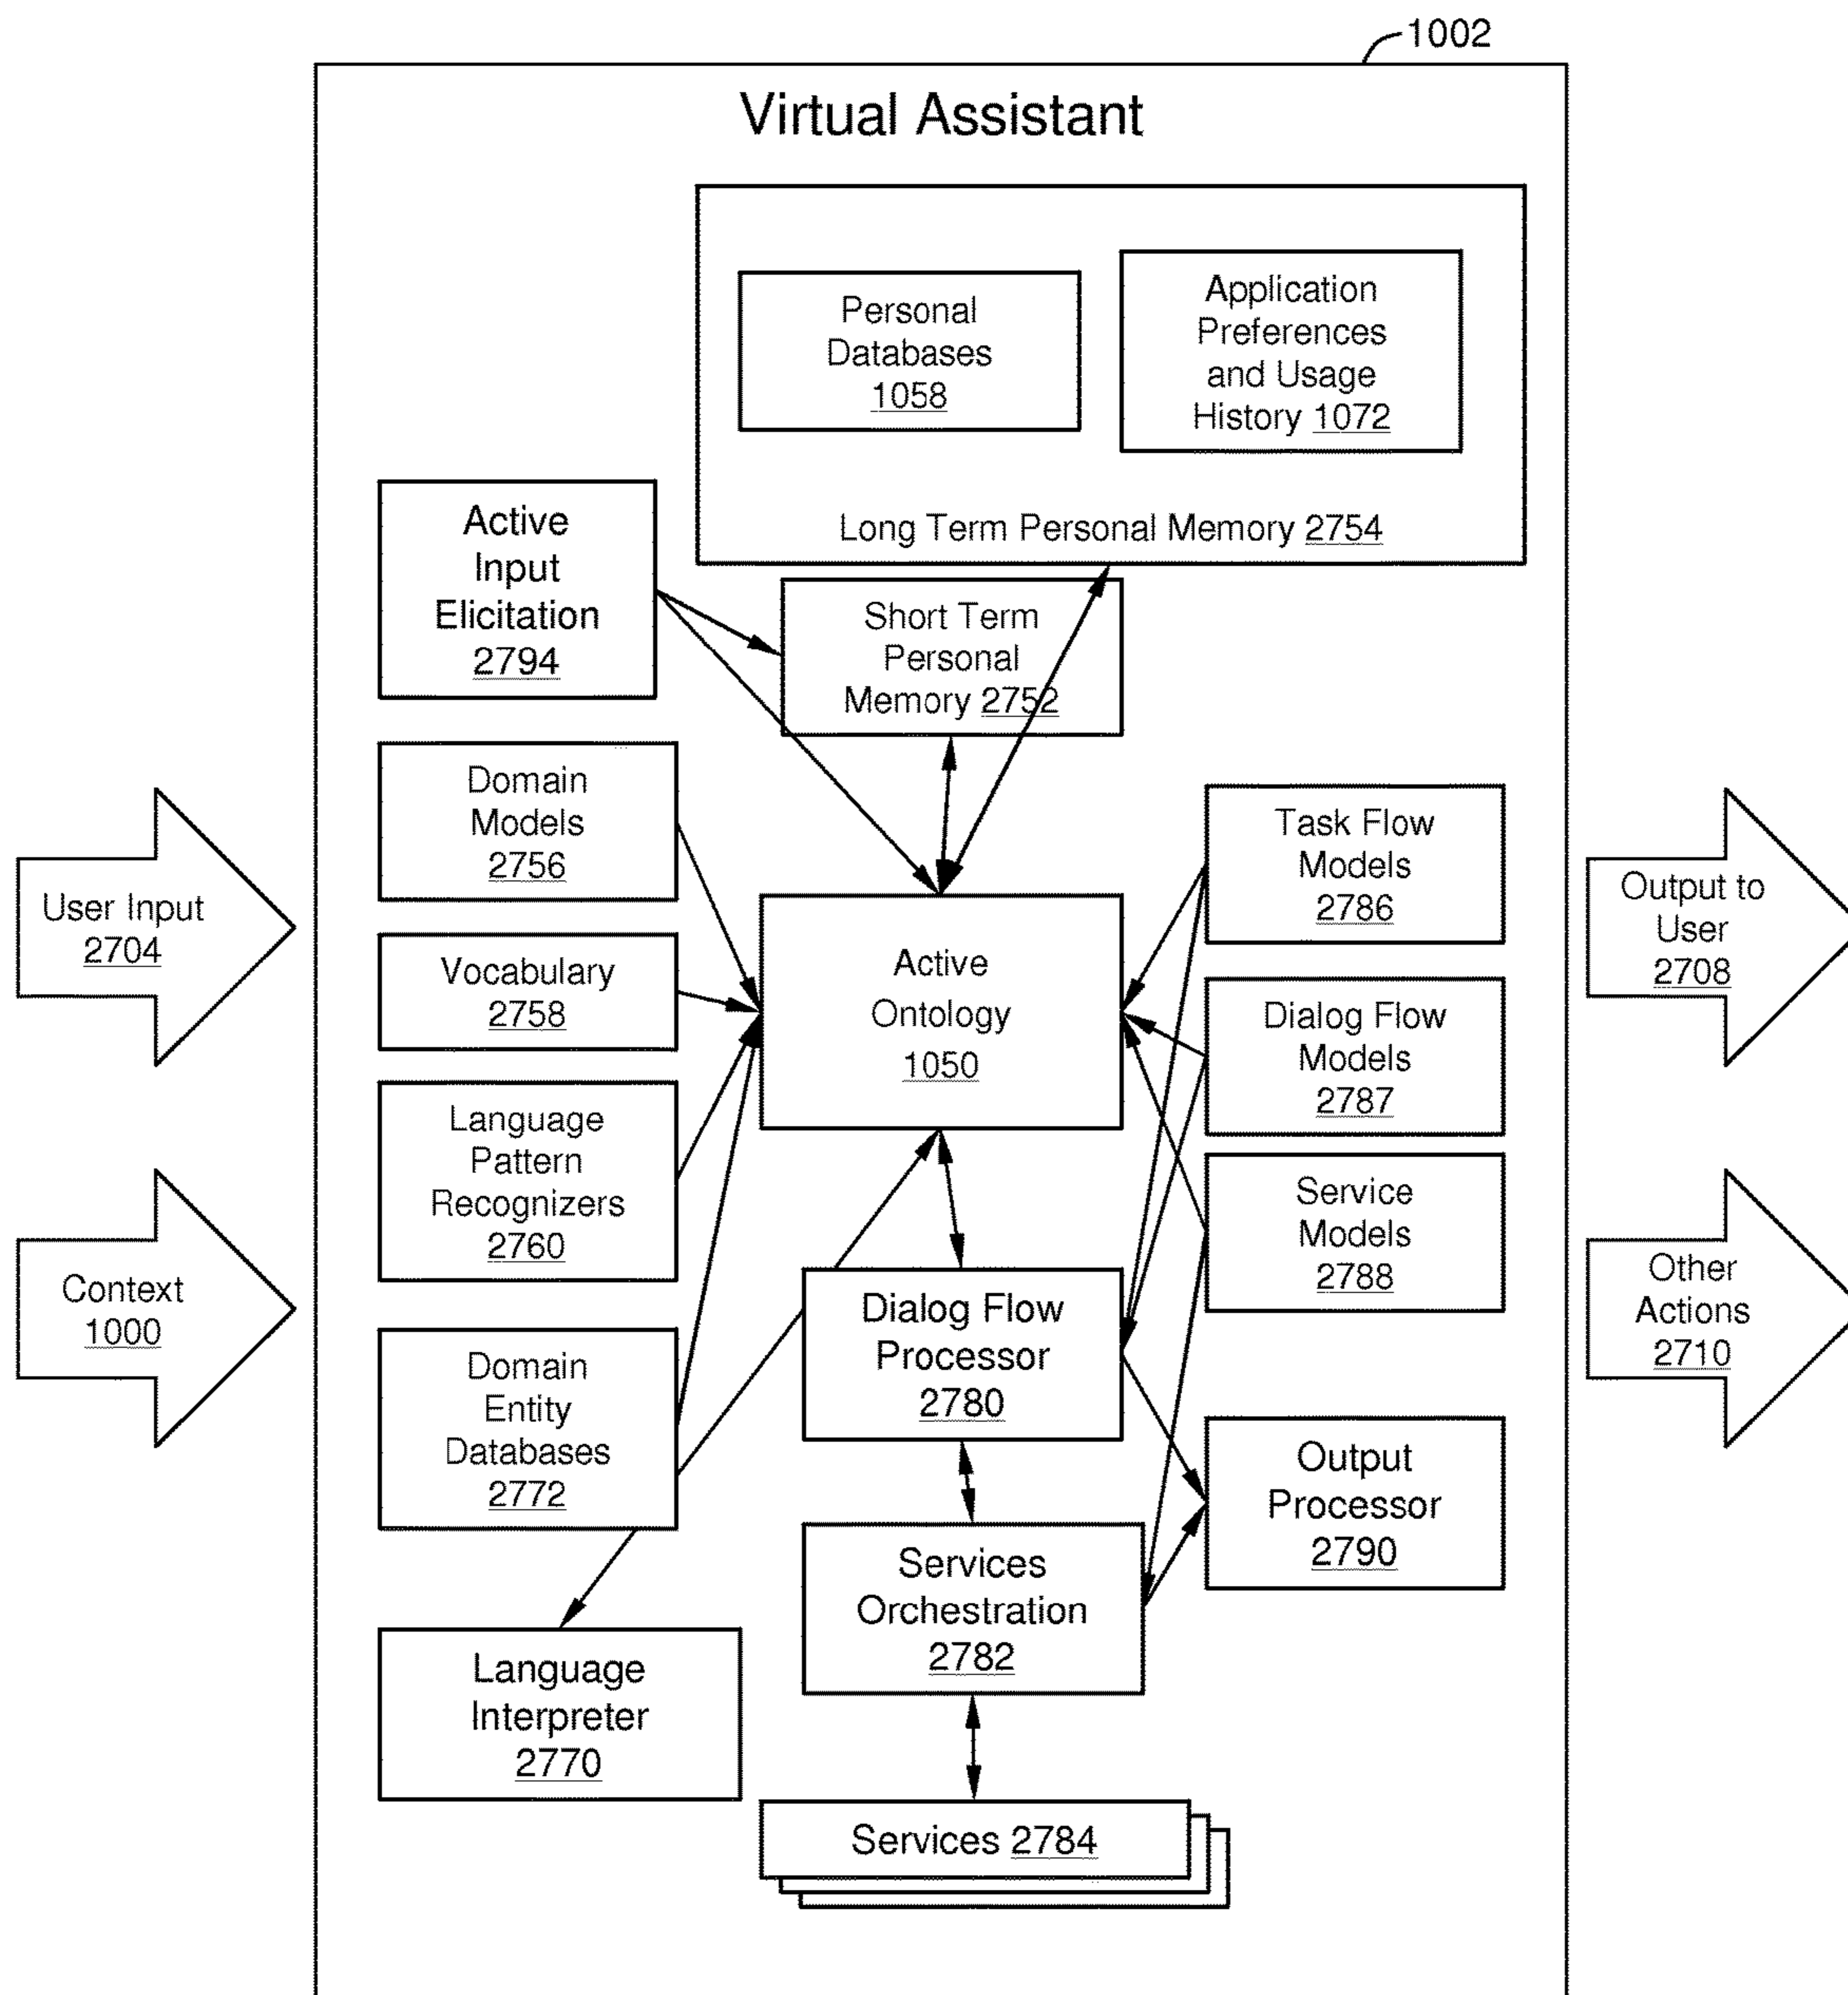 1002
Virtual Assistant
Personal
Databases
1058
Application
Preferences
and Usage
History 1072
Long Term Personal Memory 2754
Active
Input
Elicitation
2794
Short Term
Personal
Memory 2752
Domain
Models
2756
Vocabulary
2758
Language
Pattern
Recognizers
2760
Domain
Entity
Databases
2772
Language
Interpreter
2770
Active
Ontology
1050
Dialog Flow
Processor
2780
Services
Orchestration
2782
Services 2784
Task Flow
Models
2786
Dialog Flow
Models
2787
Service
Models
2788
Output
Processor
2790
User Input
2704
Context
1000
Output to
User
2708
Other
Actions
2710